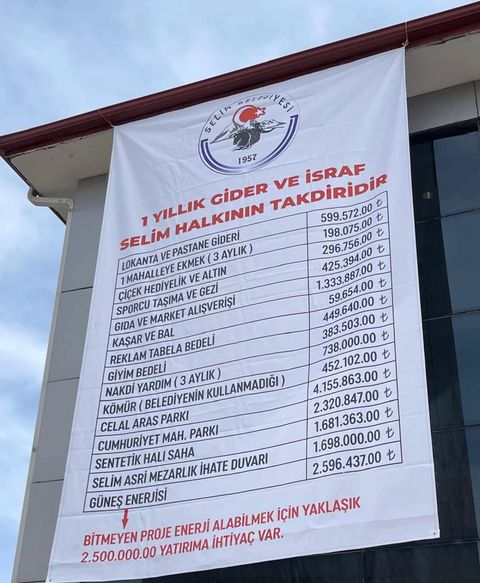 SELİM BELEDİYESİ
1957
1 YILLIK GİDER VE İSRAF
SELİM HALKININ TAKDİRİDİR
LOKANTA VE PASTANE GİDERİ 599.572.00 ₺
1 MAHALLEYE EKMEK ( 3 AYLIK ) 198.075.00 ₺
ÇİÇEK HEDİYELİK VE ALTIN 296.756.00 ₺
SPORCU TAŞIMA VE GEZİ 425.394.00 ₺
GIDA VE MARKET ALIŞVERİŞİ 1.333.887.00 ₺
KAŞAR VE BAL 59.654.00 ₺
REKLAM TABELA BEDELİ 449.640.00 ₺
GİYİM BEDELİ 383.503.00 ₺
NAKDİ YARDIM ( 3 AYLIK ) 738.000.00 ₺
KÖMÜR ( BELEDİYENİN KULLANMADIĞI ) 452.102.00 ₺
CELAL ARAS PARKI 4.155.863.00 ₺
CUMHURİYET MAH. PARKI 2.320.847.00 ₺
SENTETİK HALI SAHA 1.681.363.00 ₺
SELİM ASRİ MEZARLIK İHATE DUVARI 1.698.000.00 ₺
GÜNEŞ ENERJİSİ 2.596.437.00 ₺
BİTMEYEN PROJE ENERJİ ALABİLMEK İÇİN YAKLAŞIK
2.500.000.00 YATIRIMA İHTİYAÇ VAR.